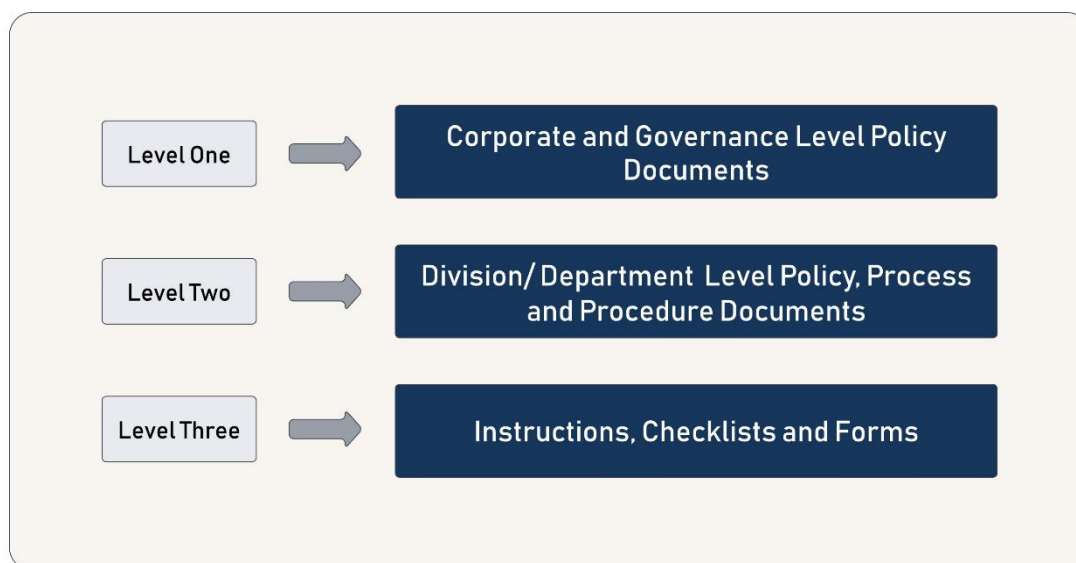 Level One
Corporate and Governance Level Policy
Documents
Level Two
Division/ Department Level Policy, Process
and Procedure Documents
Level Three
Instructions, Checklists and Forms